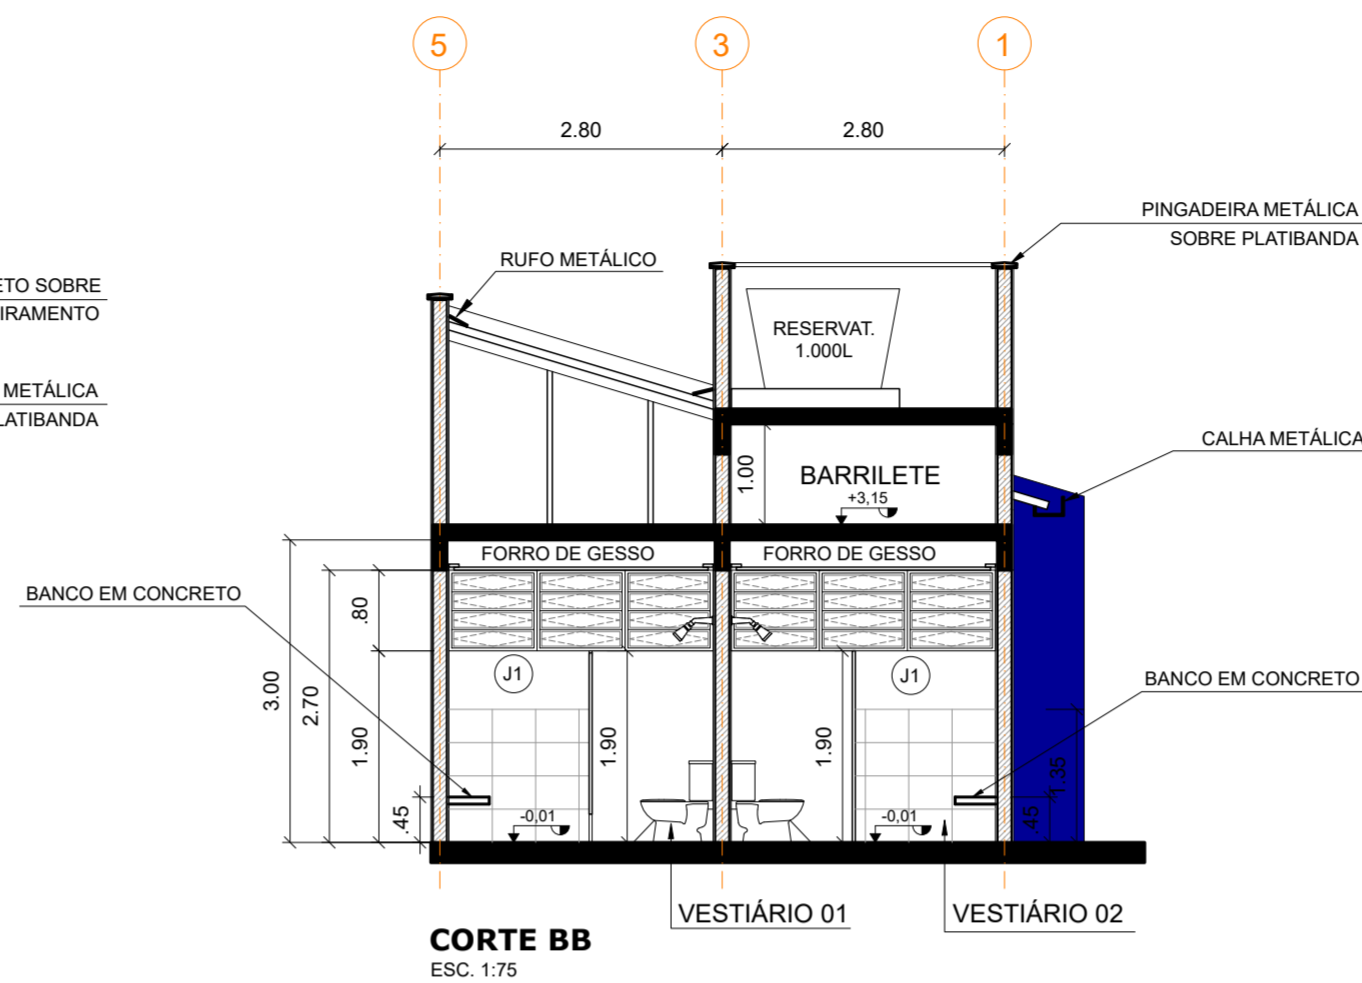 5
3
1
2.80
2.80
PINGADEIRA METÁLICA
SOBRE PLATIBANDA
RUFO METÁLICO
ETO SOBRE
IRAMENTO
RESERVAT.
1.000L
METÁLICA
LATIBANDA
CALHA METÁLICA
1.00
BARRILETE
+3,15
FORRO DE GESSO
FORRO DE GESSO
BANCO EM CONCRETO
.80
J1
J1
BANCO EM CONCRETO
3.00
2.70
1.90
1.90
1.90
1.35
.45
-0,01
-0,01
.45
VESTIÁRIO 01
VESTIÁRIO 02
CORTE BB
ESC. 1:75